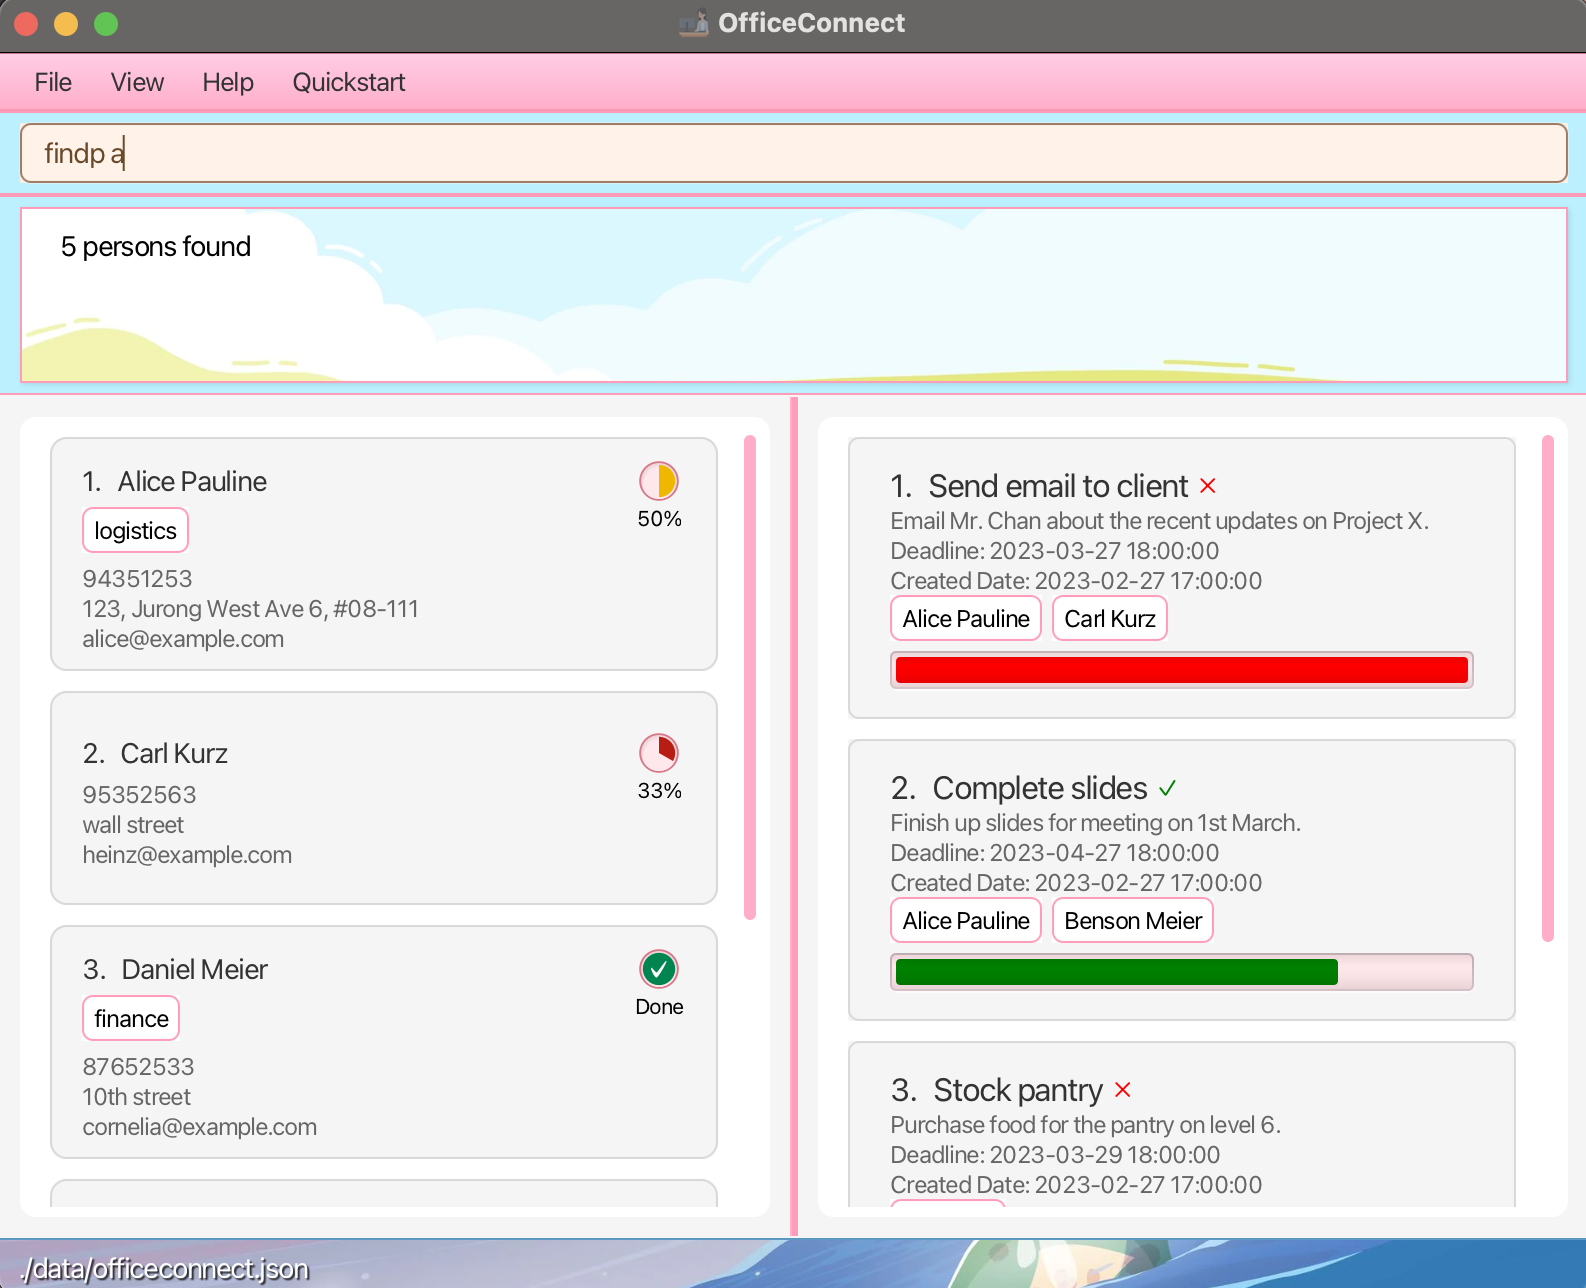 OfficeConnect
File View Help Quickstart
findp a
5 persons found
1. Alice Pauline
50%
logistics
94351253
123, Jurong West Ave 6, #08-111
alice@example.com
2. Carl Kurz
33%
95352563
wall street
heinz@example.com
3. Daniel Meier
Done
finance
87652533
10th street
cornelia@example.com
1. Send email to client
Email Mr. Chan about the recent updates on Project X.
Deadline: 2023-03-27 18:00:00
Created Date: 2023-02-27 17:00:00
Alice Pauline Carl Kurz
2. Complete slides
Finish up slides for meeting on 1st March.
Deadline: 2023-04-27 18:00:00
Created Date: 2023-02-27 17:00:00
Alice Pauline Benson Meier
3. Stock pantry
Purchase food for the pantry on level 6.
Deadline: 2023-03-29 18:00:00
Created Date: 2023-02-27 17:00:00
./data/officeconnect.json